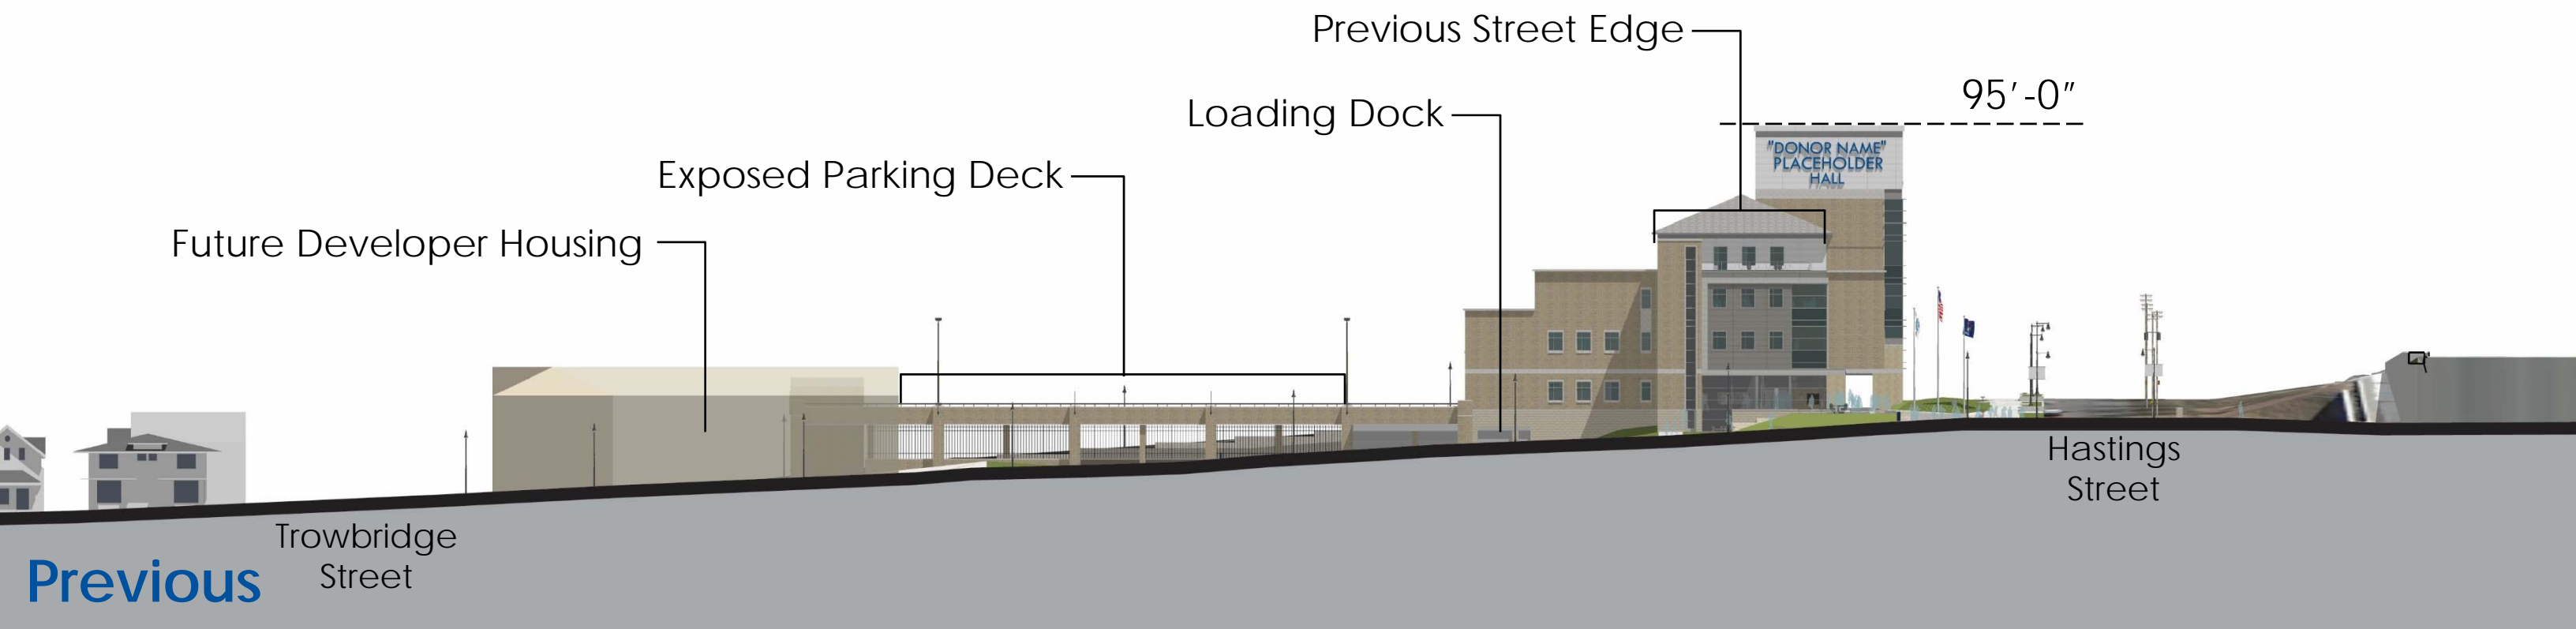 Previous Street Edge
95'-0"
Loading Dock
"DONOR NAME"
PLACEHOLDER
HALL
Exposed Parking Deck
Future Developer Housing
Hastings
Street
Trowbridge
Street
Previous